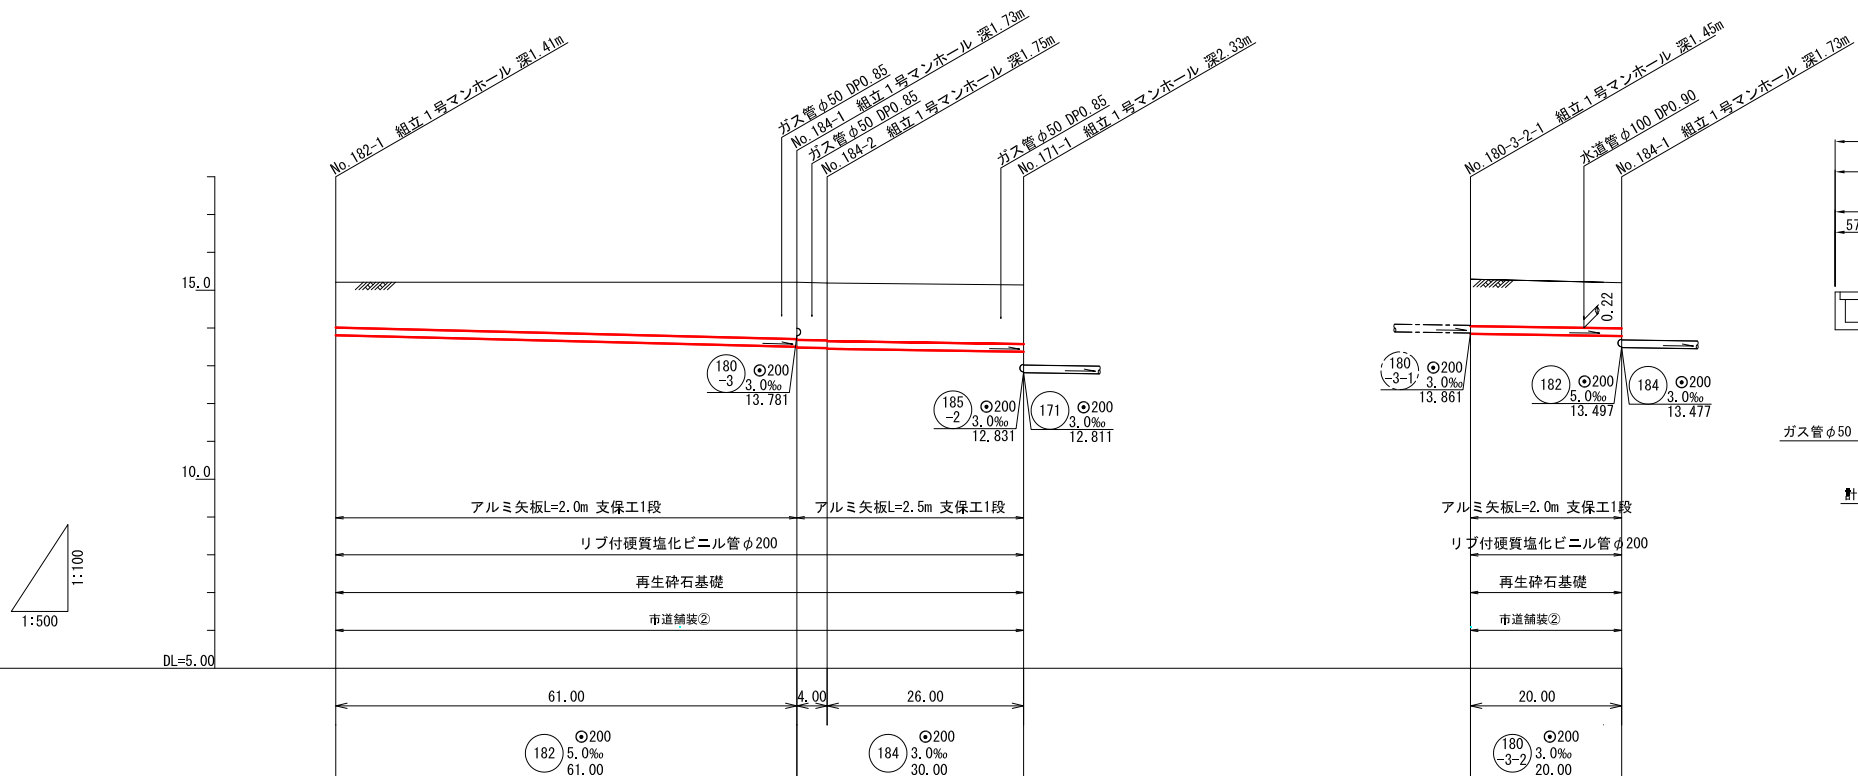 No.182-1 組立1号マンホール 深1.41m
ガス管φ50 DP0.85
No.184-1 組立1号マンホール 深1.73m
ガス管φ50 DP0.85
No.184-2 組立1号マンホール 深1.75m
ガス管φ50 DP0.85
No.171-1 組立1号マンホール 深2.33m
No.180-3-2-1 組立1号マンホール 深1.45m
水道管φ100 DP0.90
No.184-1 組立1号マンホール 深1.73m
57
15.0
0.22
180
-3
⦿200
3.0‰
13.781
185
-2
⦿200
3.0‰
12.831
171
⦿200
3.0‰
12.811
180
-3-1
⦿200
3.0‰
13.861
182
⦿200
5.0‰
13.497
184
⦿200
3.0‰
13.477
ガス管φ50
10.0
計
アルミ矢板L=2.0m 支保工1段
アルミ矢板L=2.5m 支保工1段
アルミ矢板L=2.0m 支保工1段
リブ付硬質塩化ビニル管φ200
リブ付硬質塩化ビニル管φ200
1:100
1:500
再生砕石基礎
再生砕石基礎
市道舗装②
市道舗装②
DL=5.00
61.00
4.00
26.00
20.00
182
⦿200
5.0‰
61.00
184
⦿200
3.0‰
30.00
180
-3-2
⦿200
3.0‰
20.00